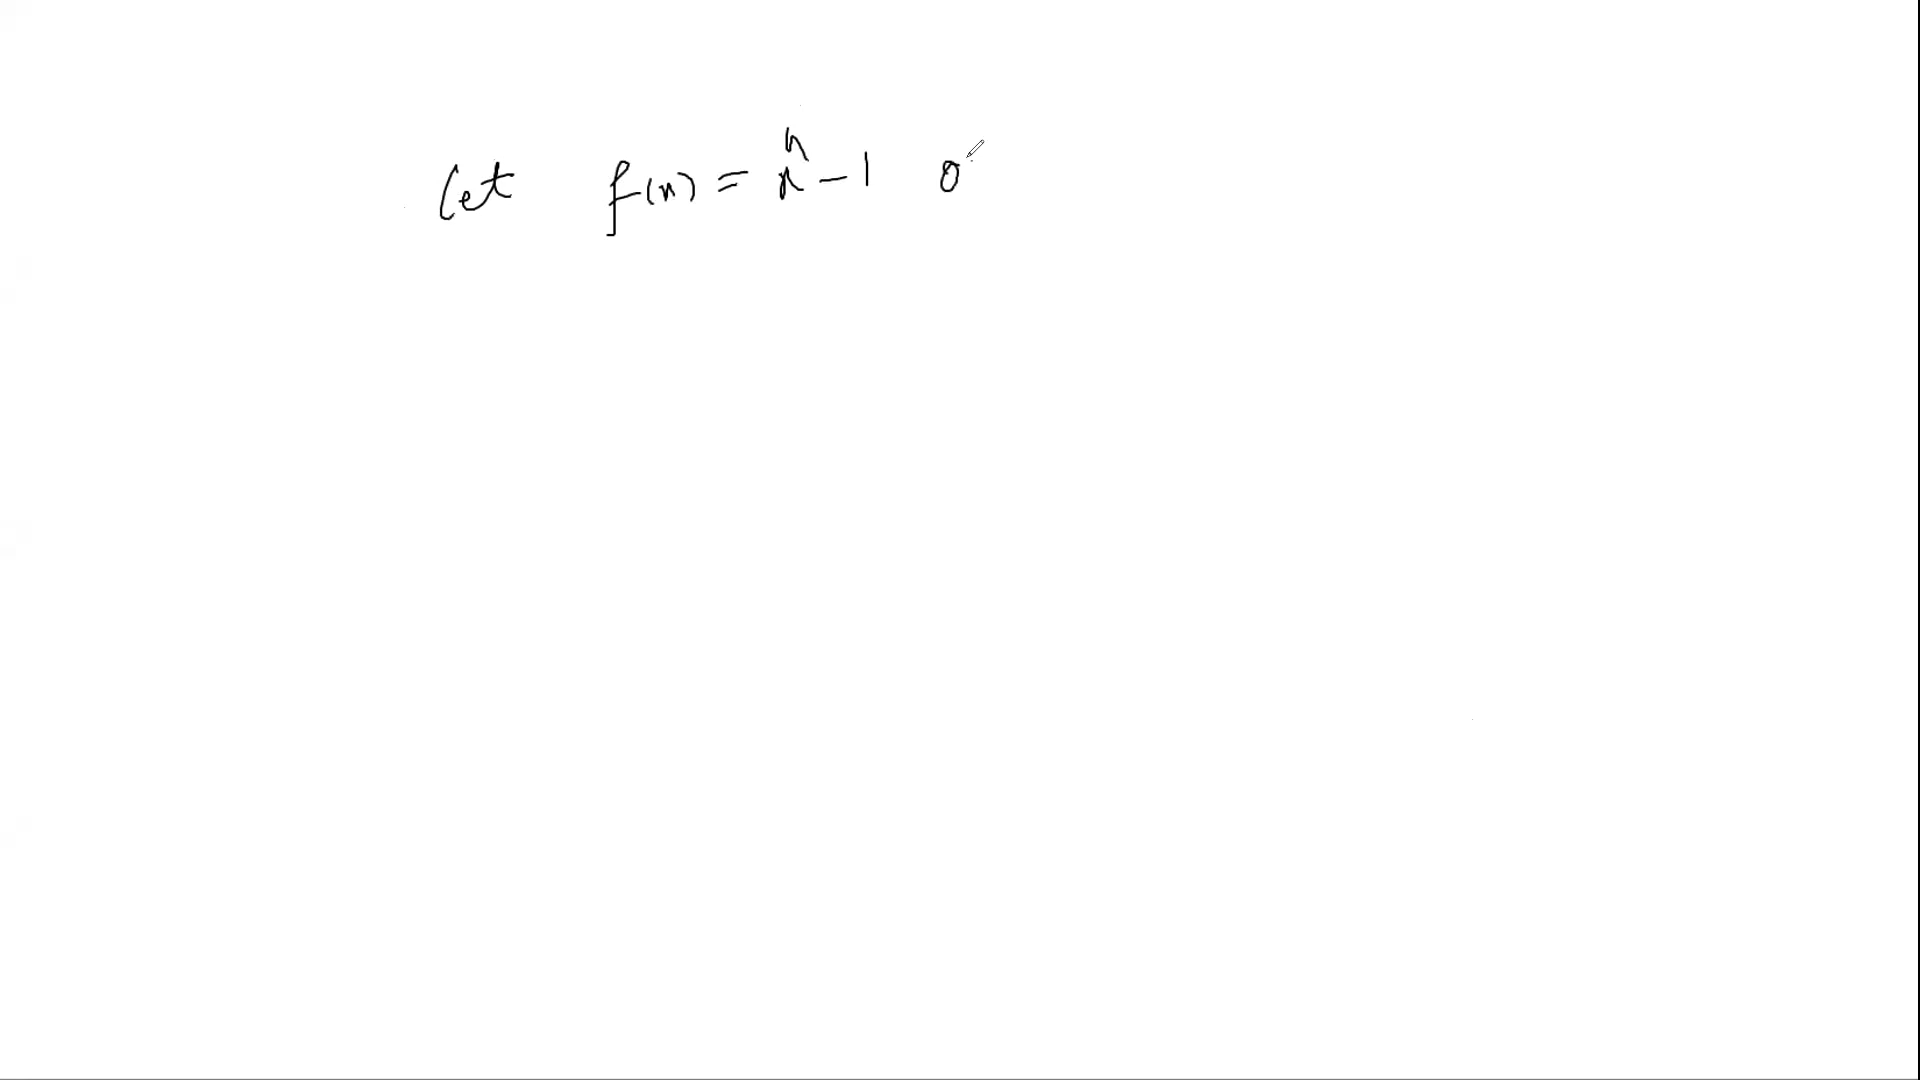 Let f(x) = x^n - 1 o